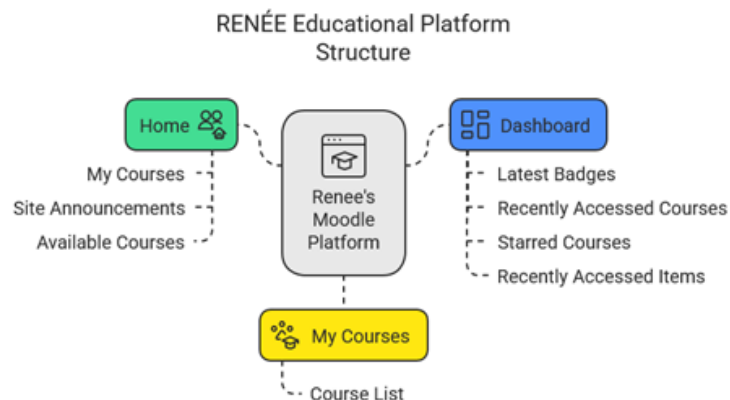 RENÉE Educational Platform
Structure
Home
My Courses
Site Announcements
Available Courses
Renee's
Moodle
Platform
Dashboard
Latest Badges
Recently Accessed Courses
Starred Courses
Recently Accessed Items
My Courses
Course List